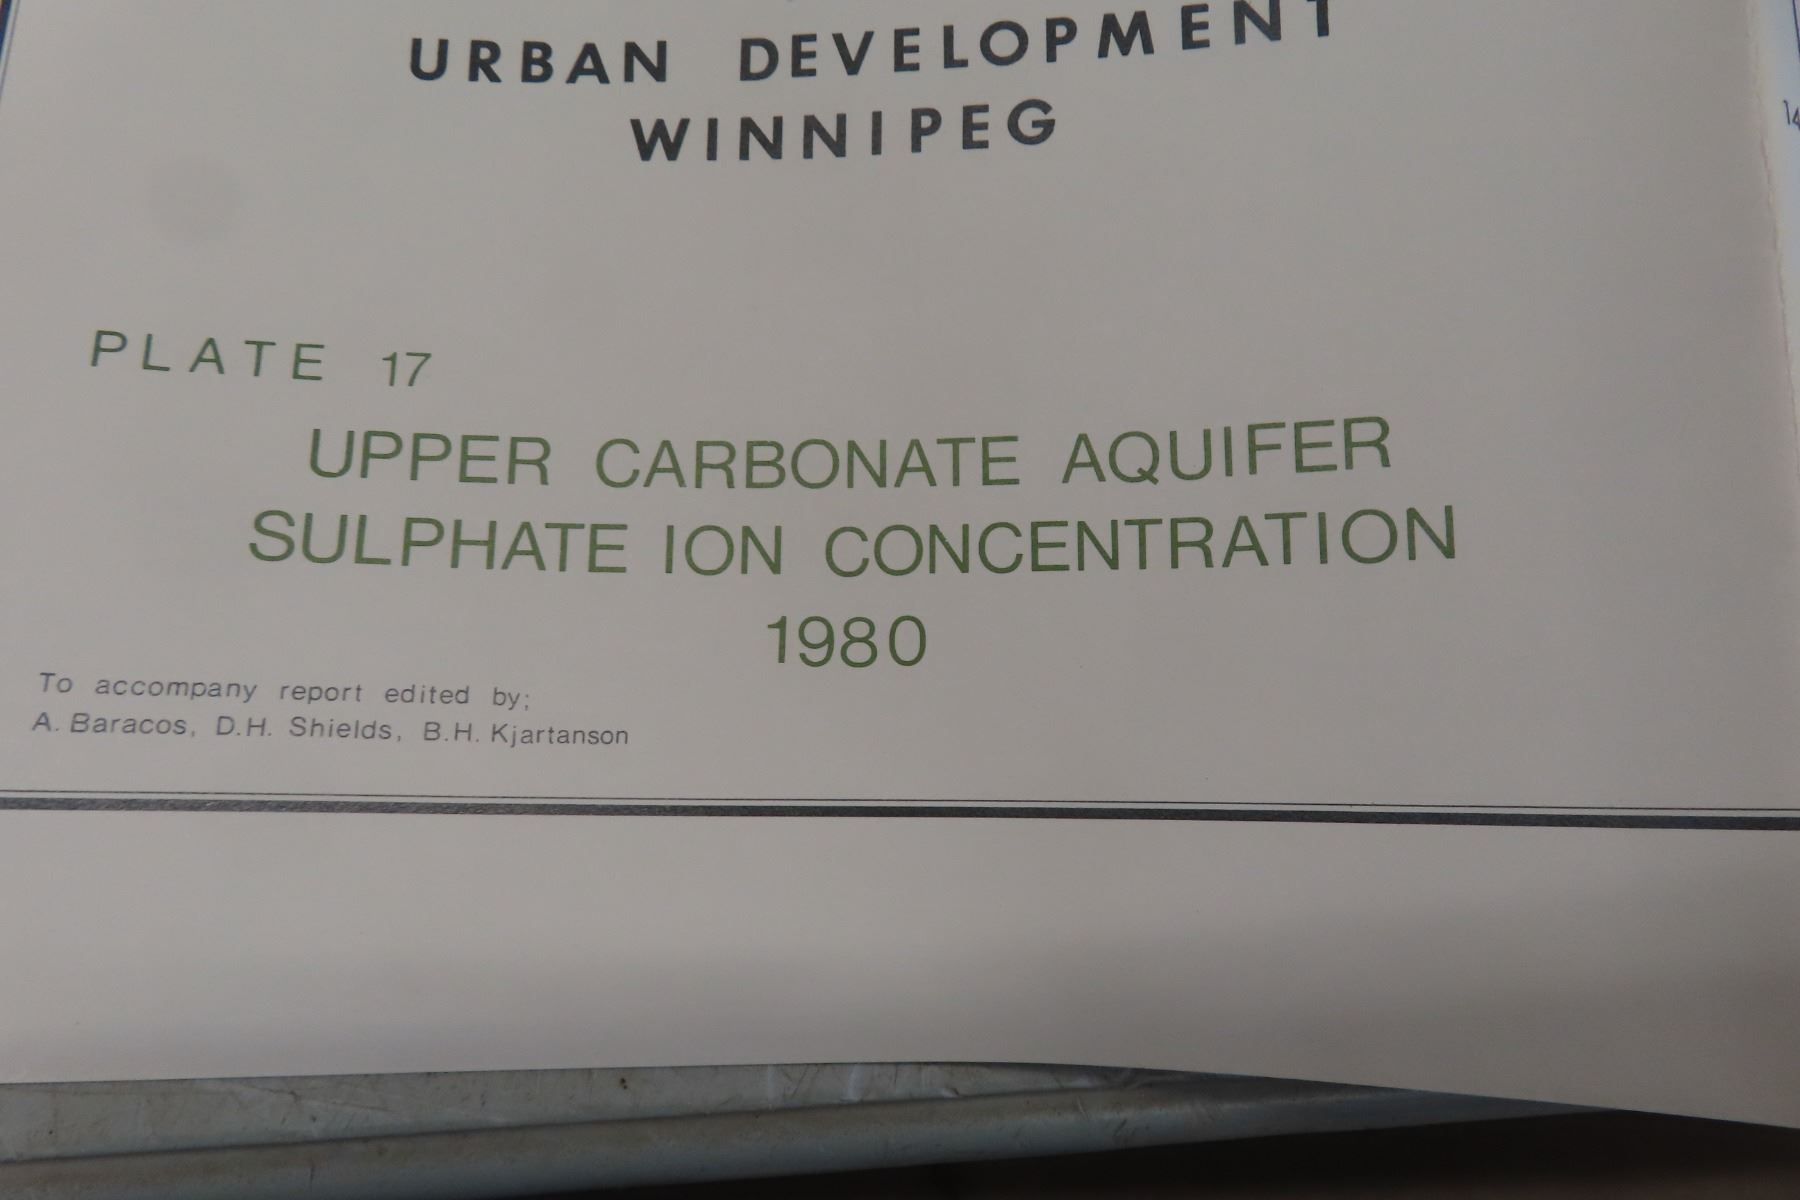 URBAN DEVELOPMENT
WINNIPEG
PLATE 17
UPPER CARBONATE AQUIFER
SULPHATE ION CONCENTRATION
1980
To accompany report edited by;
A. Baracos, D.H. Shields, B.H. Kjartanson
14